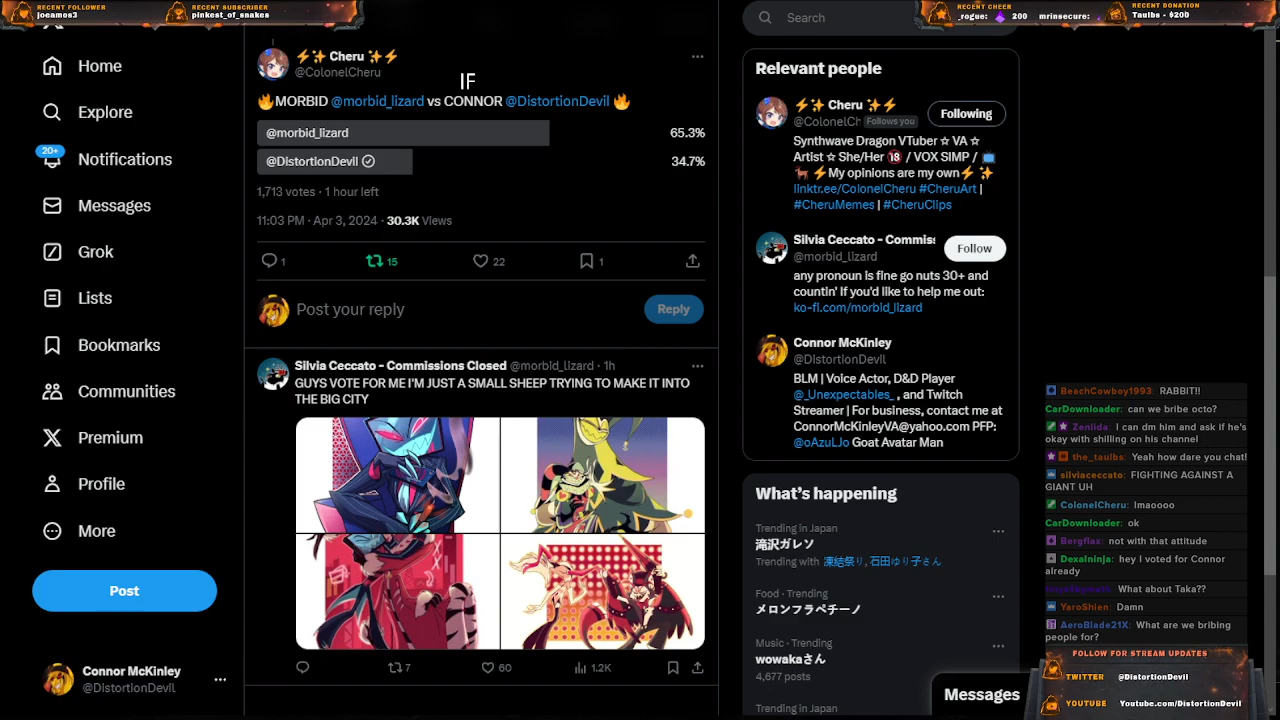 RECENT FOLLOWER
joeamos3
RECENT SUBSCRIBER
pinkest_of_snakes
RECENT CHEER
_rogue: 200 mrinsecure:
RECENT DONATION
Taulbs - $200
Home
Explore
20+
Notifications
Messages
Grok
Lists
Bookmarks
Communities
Premium
Profile
More
Post
Connor McKinley
@DistortionDevil
⚡✨ Cheru ✨⚡
@ColonelCheru
IF
🔥MORBID @morbid_lizard vs CONNOR @DistortionDevil 🔥
@morbid_lizard 65.3%
@DistortionDevil 34.7%
1,713 votes · 1 hour left
11:03 PM · Apr 3, 2024 · 30.3K Views
1 15 22 1
Post your reply
Reply
Silvia Ceccato - Commissions Closed @morbid_lizard · 1h
GUYS VOTE FOR ME I'M JUST A SMALL SHEEP TRYING TO MAKE IT INTO
THE BIG CITY
7 60 1.2K
Search
Relevant people
⚡✨ Cheru ✨⚡
@ColonelCh Follows you
Following
Synthwave Dragon VTuber ☆ VA ☆
Artist ☆ She/Her 🔞 / VOX SIMP / 📺
🦌 ⚡My opinions are my own⚡ ✨
linktr.ee/ColonelCheru #CheruArt |
#CheruMemes | #CheruClips
Silvia Ceccato - Commiss
@morbid_lizard
Follow
any pronoun is fine go nuts 30+ and
countin' If you'd like to help me out:
ko-fi.com/morbid_lizard
Connor McKinley
@DistortionDevil
BLM | Voice Actor, D&D Player
@_Unexpectables_ , and Twitch
Streamer | For business, contact me at
ConnorMcKinleyVA@yahoo.com PFP:
@oAzuLJo Goat Avatar Man
What's happening
Trending in Japan
滝沢ガレソ
Trending with 凍結祭り, 石田ゆり子さん
Food · Trending
メロンフラペチーノ
Music · Trending
wowakaさん
4,677 posts
Trending in Japan
Messages
BeachCowboy1993: RABBIT!!
CarDownloader: can we bribe octo?
Zenlida: I can dm him and ask if he's
okay with shilling on his channel
the_taulbs: Yeah how dare you chat!
silviaceccato: FIGHTING AGAINST A
GIANT UH
ColonelCheru: lmaoooo
CarDownloader: ok
Bergflax: not with that attitude
Dexalninja: hey I voted for Connor
already
What about Taka??
YaroShien: Damn
AeroBlade21X: What are we bribing
people for?
FOLLOW FOR STREAM UPDATES
TWITTER @DistortionDevil
YOUTUBE Youtube.com/DistortionDevil